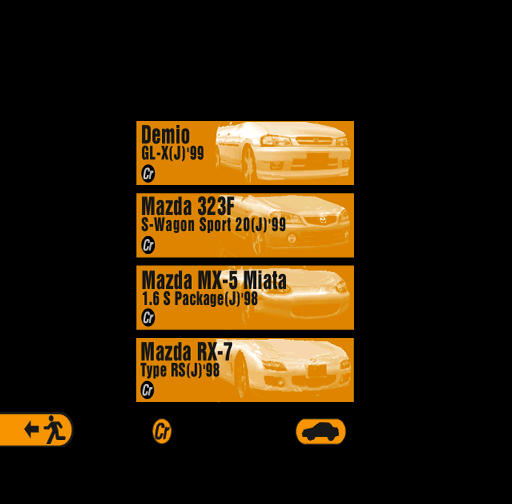 Demio
GL-X(J)'99
Cr
Mazda 323F
S-Wagon Sport 20(J)'99
Cr
Mazda MX-5 Miata
1.6 S Package(J)'98
Cr
Mazda RX-7
Type RS(J)'98
Cr
Cr